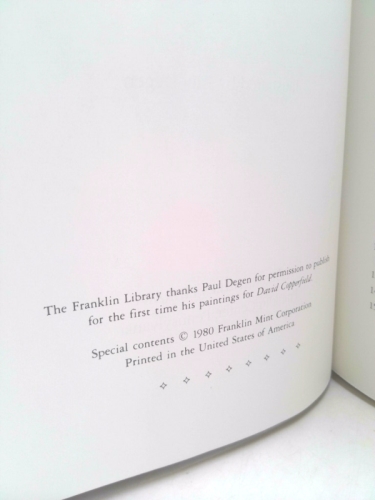 The Franklin Library thanks Paul Degen for permission to publish
for the first time his paintings for David Copperfield.
Special contents © 1980 Franklin Mint Corporation
Printed in the United States of America